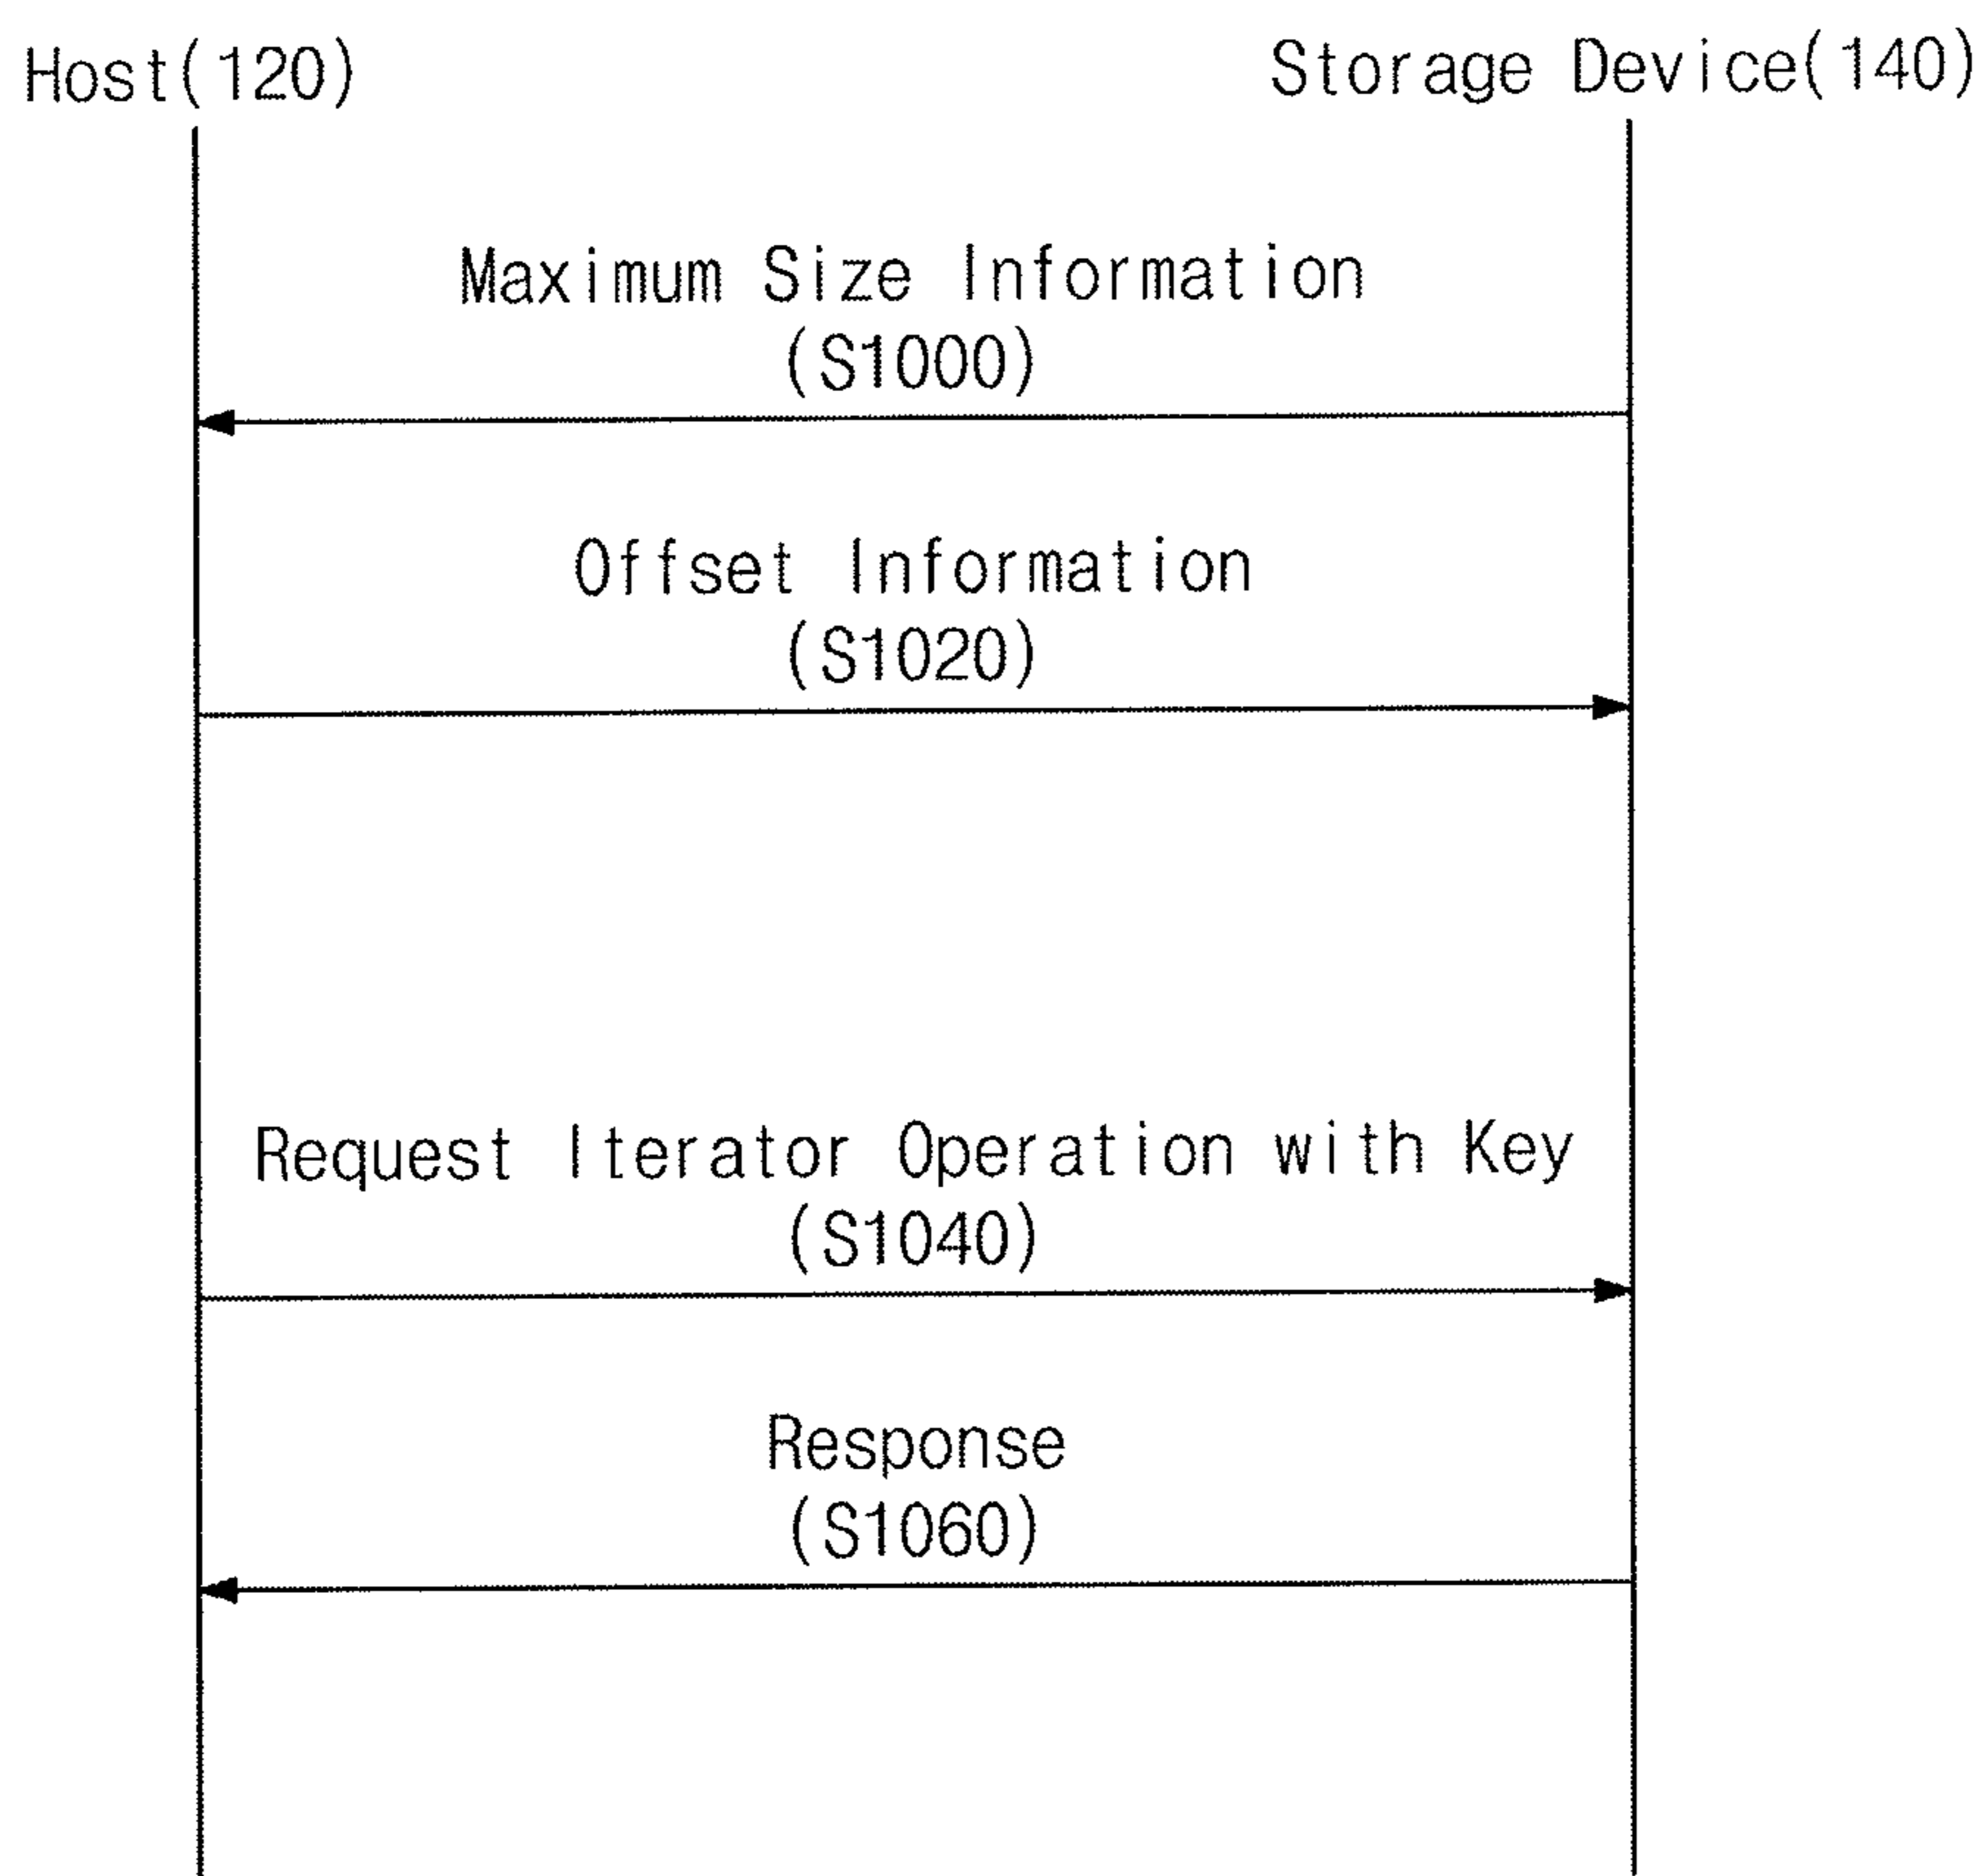 Host(120)
Storage Device(140)
Maximum Size Information
(S1000)
Offset Information
(S1020)
Request Iterator Operation with Key
(S1040)
Response
(S1060)